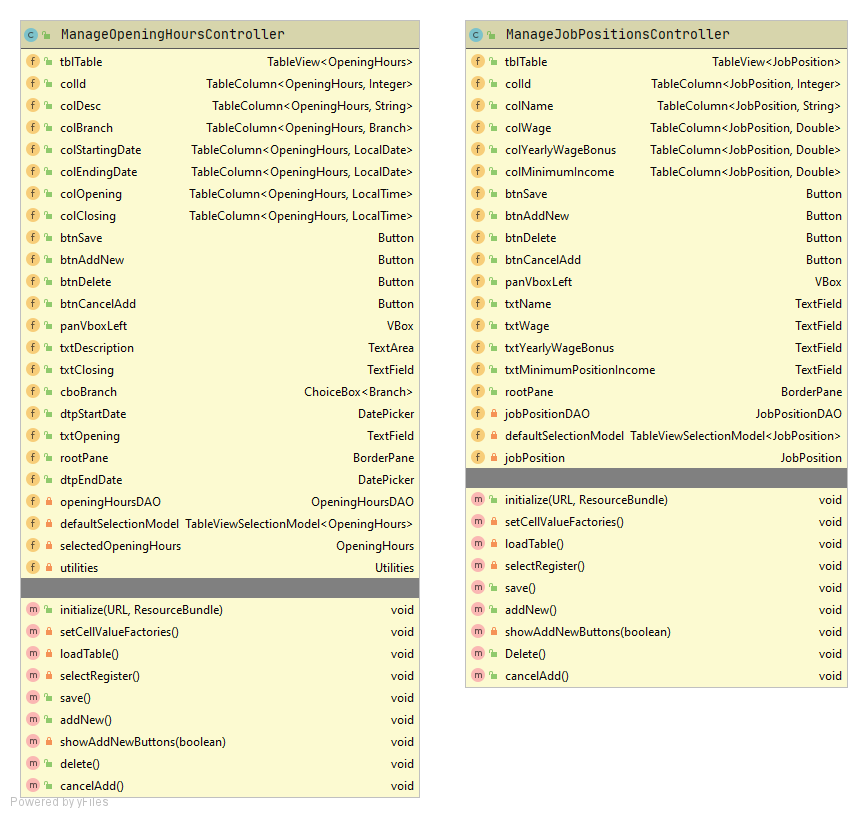 ManageOpeningHoursController
tblTable TableView<OpeningHours>
colId TableColumn<OpeningHours, Integer>
colDesc TableColumn<OpeningHours, String>
colBranch TableColumn<OpeningHours, Branch>
colStartingDate TableColumn<OpeningHours, LocalDate>
colEndingDate TableColumn<OpeningHours, LocalDate>
colOpening TableColumn<OpeningHours, LocalTime>
colClosing TableColumn<OpeningHours, LocalTime>
btnSave Button
btnAddNew Button
btnDelete Button
btnCancelAdd Button
panVboxLeft VBox
txtDescription TextArea
txtClosing TextField
cboBranch ChoiceBox<Branch>
dtpStartDate DatePicker
txtOpening TextField
rootPane BorderPane
dtpEndDate DatePicker
openingHoursDAO OpeningHoursDAO
defaultSelectionModel TableViewSelectionModel<OpeningHours>
selectedOpeningHours OpeningHours
utilities Utilities
initialize(URL, ResourceBundle) void
setCellValueFactories() void
loadTable() void
selectRegister() void
save() void
addNew() void
showAddNewButtons(boolean) void
delete() void
cancelAdd() void
ManageJobPositionsController
tblTable TableView<JobPosition>
colId TableColumn<JobPosition, Integer>
colName TableColumn<JobPosition, String>
colWage TableColumn<JobPosition, Double>
colYearlyWageBonus TableColumn<JobPosition, Double>
colMinimumIncome TableColumn<JobPosition, Double>
btnSave Button
btnAddNew Button
btnDelete Button
btnCancelAdd Button
panVboxLeft VBox
txtName TextField
txtWage TextField
txtYearlyWageBonus TextField
txtMinimumPositionIncome TextField
rootPane BorderPane
jobPositionDAO JobPositionDAO
defaultSelectionModel TableViewSelectionModel<JobPosition>
jobPosition JobPosition
initialize(URL, ResourceBundle) void
setCellValueFactories() void
loadTable() void
selectRegister() void
save() void
addNew() void
showAddNewButtons(boolean) void
Delete() void
cancelAdd() void
Powered by yFiles